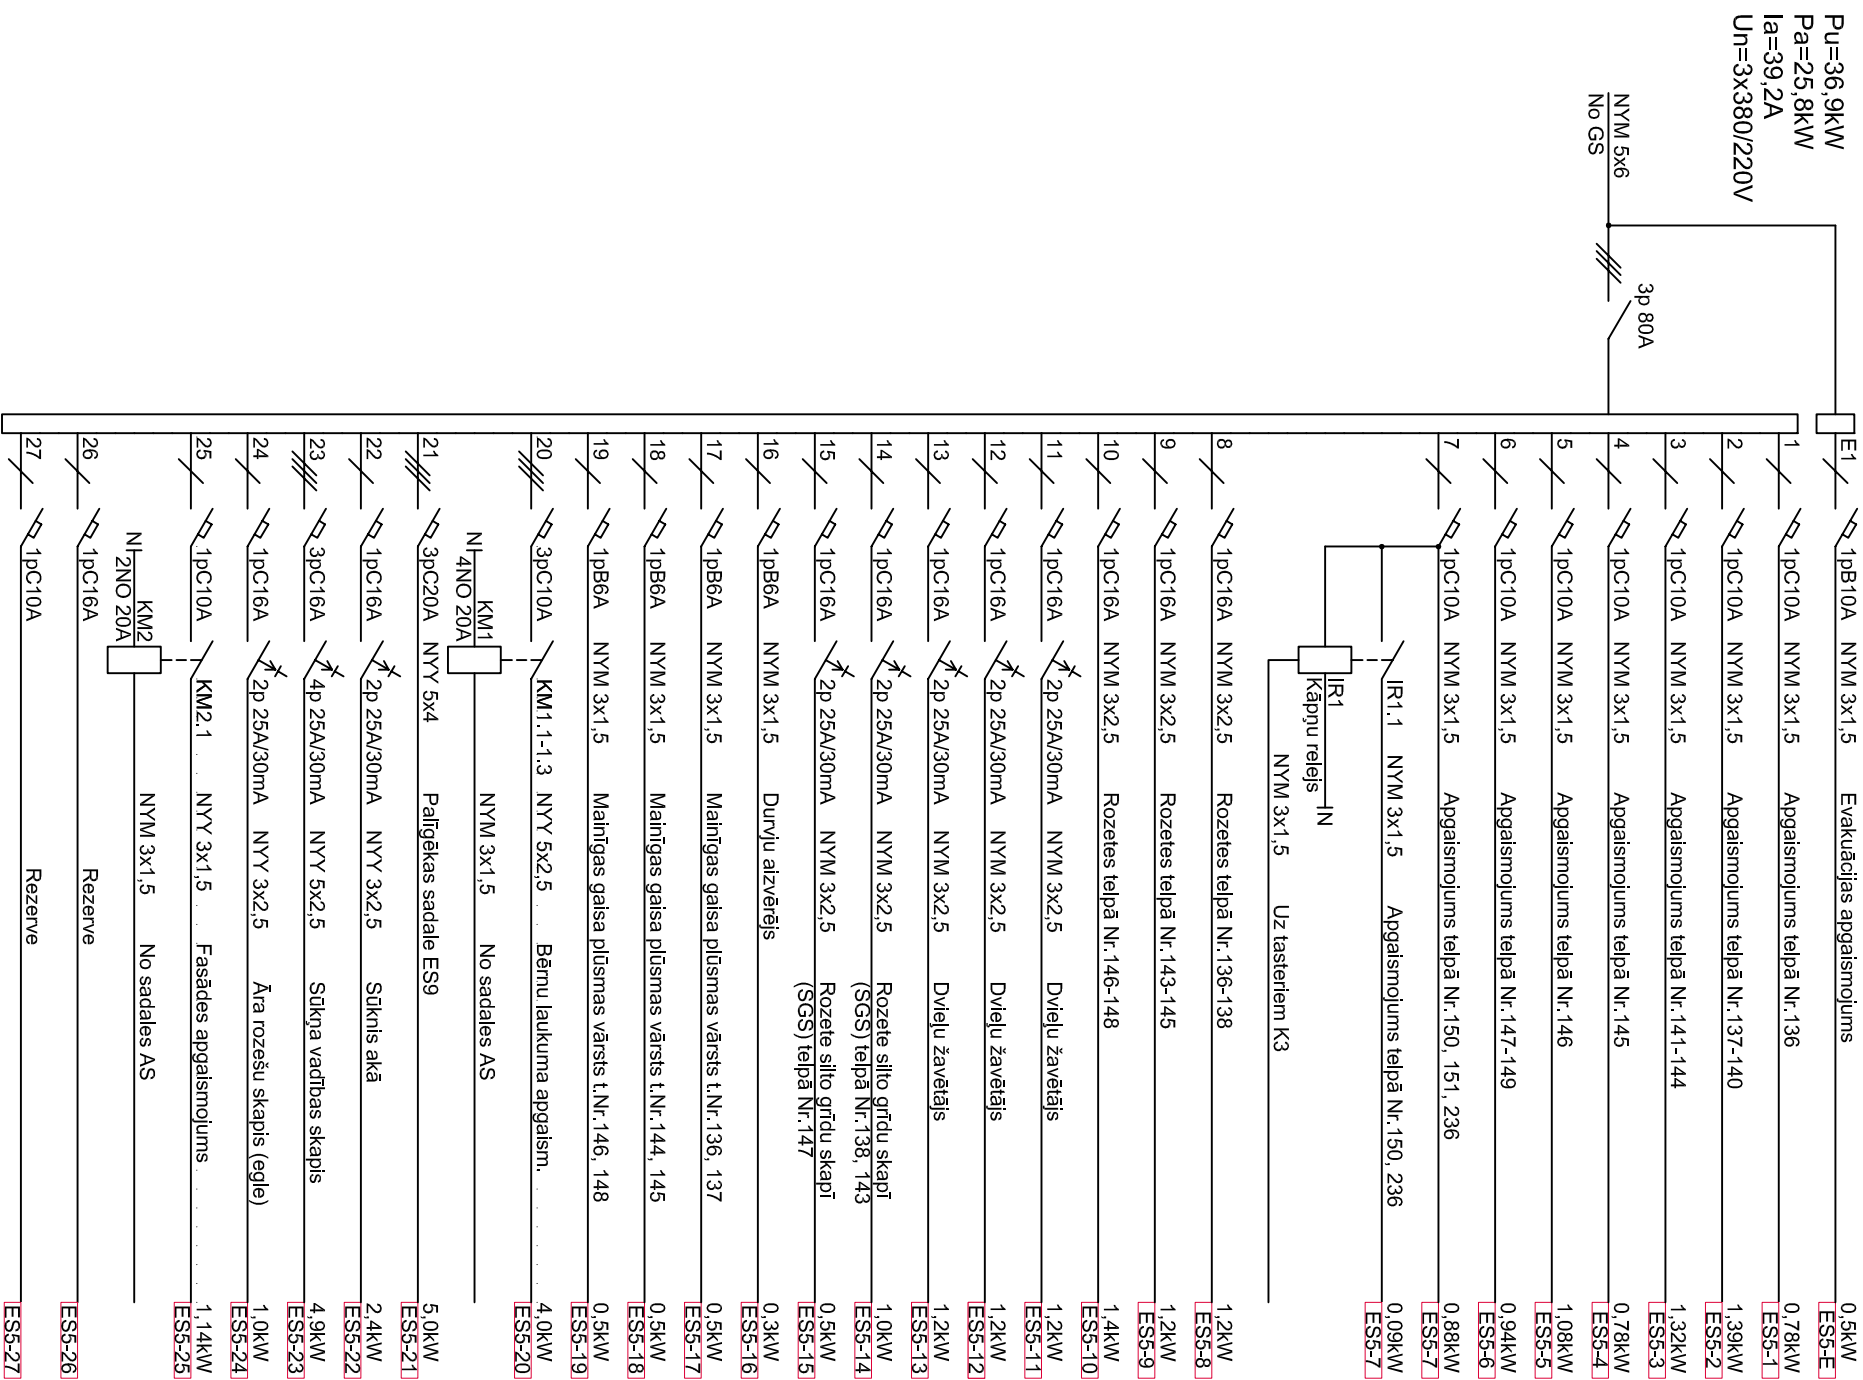 Pu=36,9kW
Pa=25,8kW
Ia=39,2A
Un=3x380/220V
NYM 5x6
No GS
3p 80A
E1 1pB10A NYM 3x1,5 Evakuācijas apgaismojums 0,5kW
ES5-E
1 1pC10A NYM 3x1,5 Apgaismojums telpā Nr.136 0,78kW
ES5-1
2 1pC10A NYM 3x1,5 Apgaismojums telpā Nr.137-140 1,39kW
ES5-2
3 1pC10A NYM 3x1,5 Apgaismojums telpā Nr.141-144 1,32kW
ES5-3
4 1pC10A NYM 3x1,5 Apgaismojums telpā Nr.145 0,78kW
ES5-4
5 1pC10A NYM 3x1,5 Apgaismojums telpā Nr.146 1,08kW
ES5-5
6 1pC10A NYM 3x1,5 Apgaismojums telpā Nr.147-149 0,94kW
ES5-6
7 1pC10A NYM 3x1,5 Apgaismojums telpā Nr.150, 151, 236 0,88kW
ES5-7
IR1.1 NYM 3x1,5 Apgaismojums telpā Nr.150, 236 0,09kW
ES5-7
IR1 N
Kāpņu relejs
NYM 3x1,5 Uz tasteriem K3
8 1pC16A NYM 3x2,5 Rozetes telpā Nr.136-138 1,2kW
ES5-8
9 1pC16A NYM 3x2,5 Rozetes telpā Nr.143-145 1,2kW
ES5-9
10 1pC16A NYM 3x2,5 Rozetes telpā Nr.146-148 1,4kW
ES5-10
11 1pC16A 2p 25A/30mA NYM 3x2,5 Dvieļu žavētājs 1,2kW
ES5-11
12 1pC16A 2p 25A/30mA NYM 3x2,5 Dvieļu žavētājs 1,2kW
ES5-12
13 1pC16A 2p 25A/30mA NYM 3x2,5 Dvieļu žavētājs 1,2kW
ES5-13
14 1pC16A 2p 25A/30mA NYM 3x2,5 Rozete silto grīdu skapī 1,0kW
(SGS) telpā Nr.138, 143 ES5-14
15 1pC16A 2p 25A/30mA NYM 3x2,5 Rozete silto grīdu skapī 0,5kW
(SGS) telpā Nr.147 ES5-15
16 1pB6A NYM 3x1,5 Durvju aizvērējs 0,3kW
ES5-16
17 1pB6A NYM 3x1,5 Mainīgas gaisa plūsmas vārsts t.Nr.136, 137 0,5kW
ES5-17
18 1pB6A NYM 3x1,5 Mainīgas gaisa plūsmas vārsts t.Nr.144, 145 0,5kW
ES5-18
19 1pB6A NYM 3x1,5 Mainīgas gaisa plūsmas vārsts t.Nr.146, 148 0,5kW
ES5-19
20 3pC10A KM1.1-1.3 NYY 5x2,5 Bērnu laukuma apgaism. 4,0kW
ES5-20
N KM1 NYM 3x1,5 No sadales AS
4NO 20A
21 3pC20A NYY 5x4 Palīgēkas sadale ES9 5,0kW
ES5-21
22 1pC16A 2p 25A/30mA NYY 3x2,5 Sūknis akā 2,4kW
ES5-22
23 3pC16A 4p 25A/30mA NYY 5x2,5 Sūkņa vadības skapis 4,9kW
ES5-23
24 1pC16A 2p 25A/30mA NYY 3x2,5 Āra rozešu skapis (egle) 1,0kW
ES5-24
25 1pC10A KM2.1 NYY 3x1,5 Fasādes apgaismojums 1,14kW
ES5-25
N KM2 NYM 3x1,5 No sadales AS
2NO 20A
26 1pC16A Rezerve
ES5-26
27 1pC10A Rezerve
ES5-27